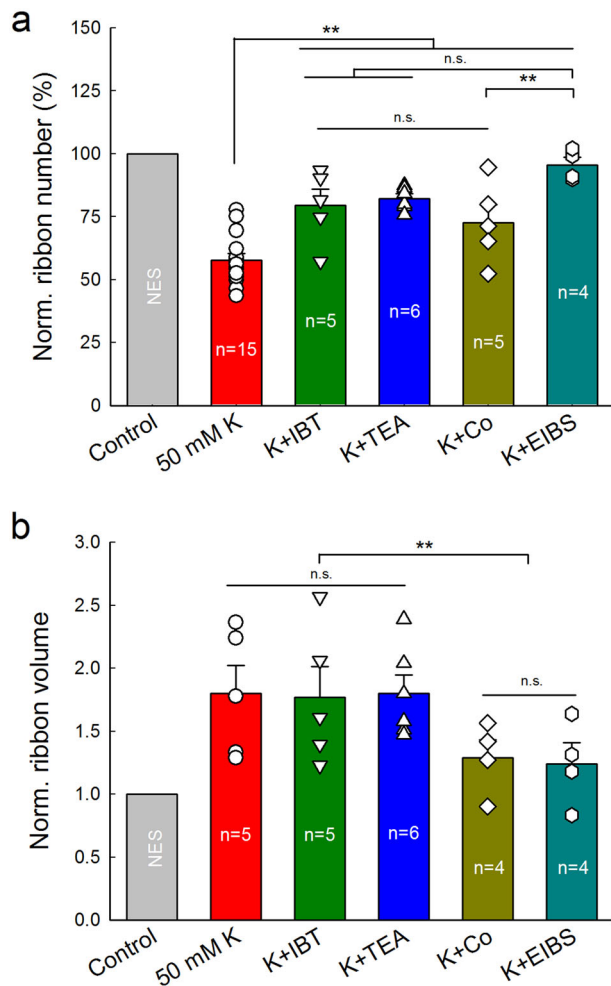 a
**
n.s.
**
n.s.
Norm. ribbon number (%)
150
125
100
75
50
25
0
NES
n=15
n=5
n=6
n=5
n=4
Control
50 mM K
K+IBT
K+TEA
K+Co
K+EIBS
b
**
n.s.
n.s.
Norm. ribbon volume
3.0
2.5
2.0
1.5
1.0
0.5
0.0
NES
n=5
n=5
n=6
n=4
n=4
Control
50 mM K
K+IBT
K+TEA
K+Co
K+EIBS